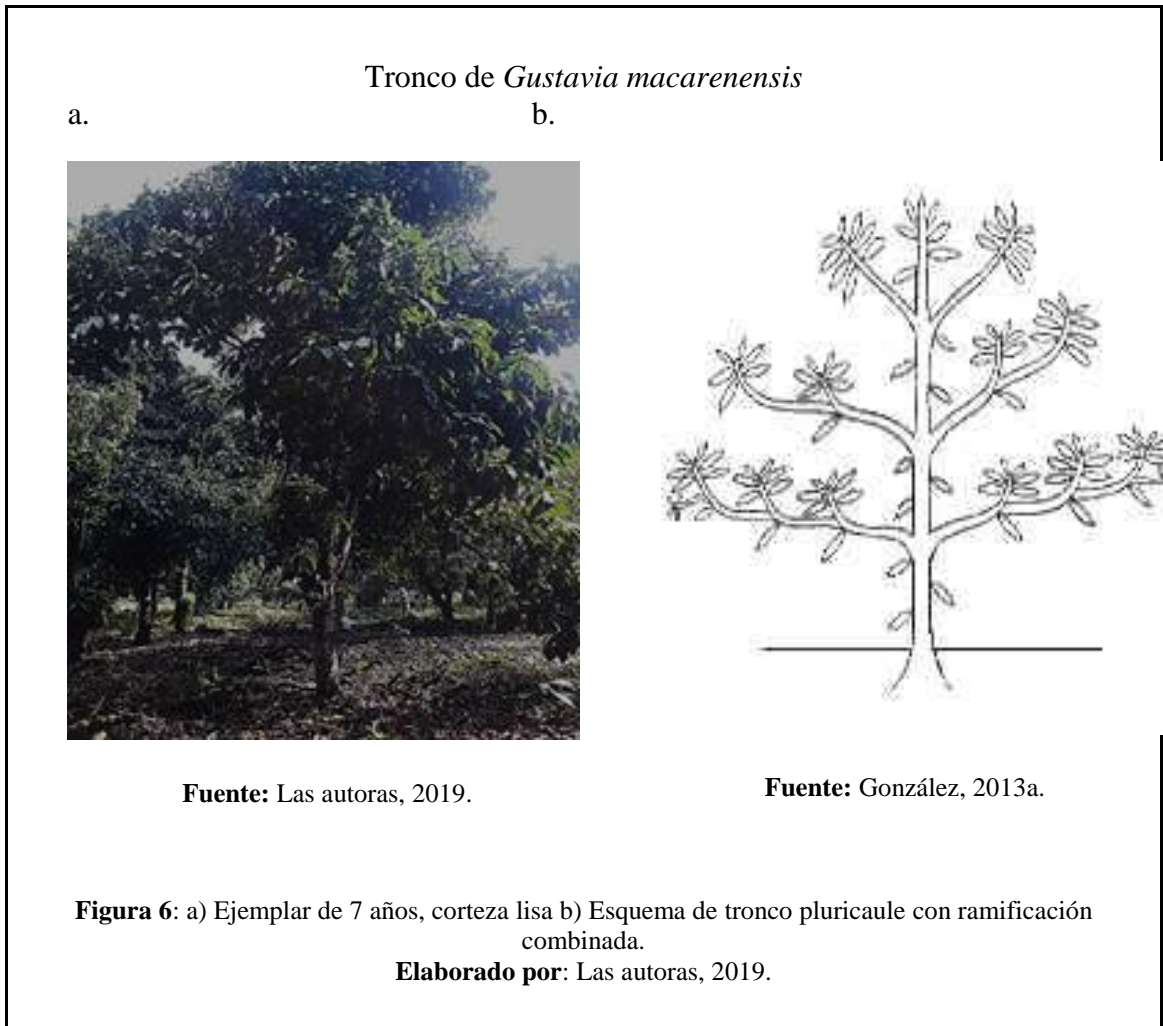 Tronco de Gustavia macarenensis
a.
b.
Fuente: Las autoras, 2019.
Fuente: González, 2013a.
Figura 6: a) Ejemplar de 7 años, corteza lisa b) Esquema de tronco pluricaule con ramificación
combinada.
Elaborado por: Las autoras, 2019.